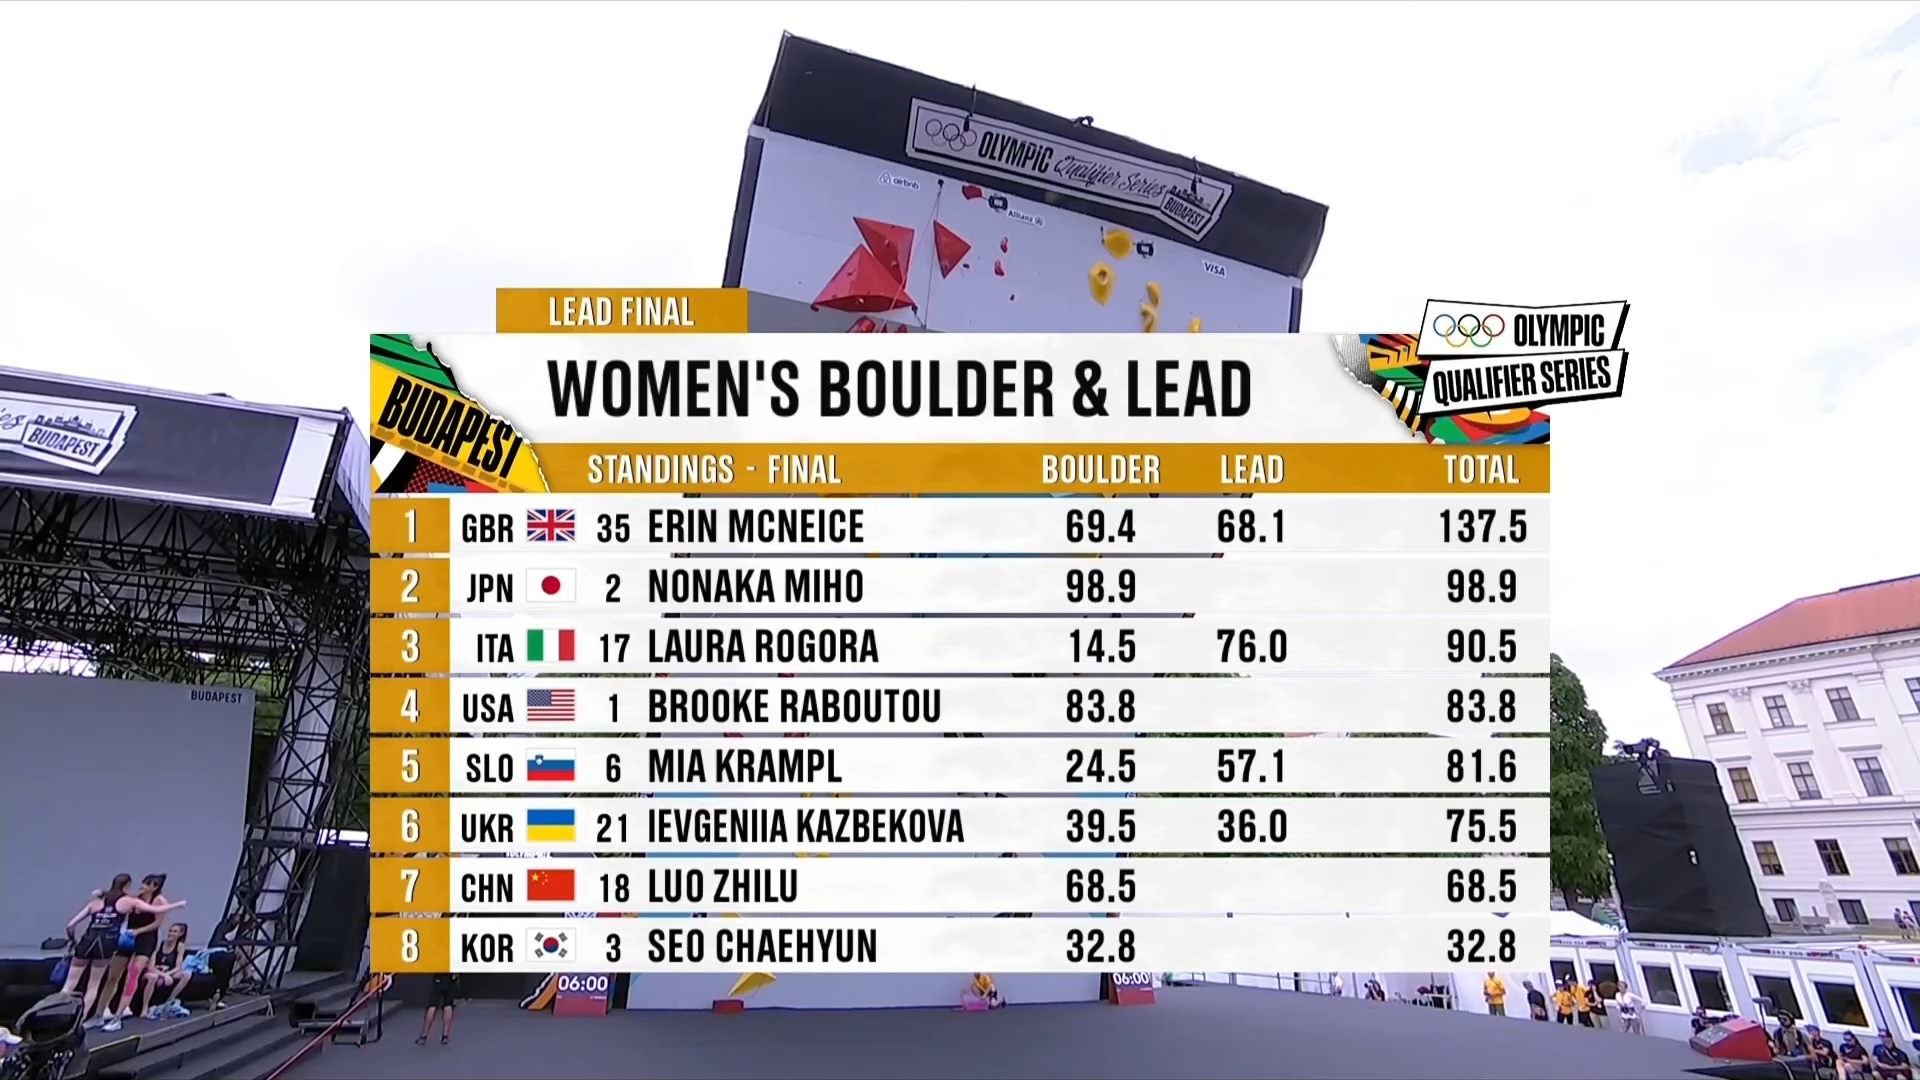 OLYMPIC Qualifier Series BUDAPEST
airbnb
Allianz
VISA
LEAD FINAL
OLYMPIC
QUALIFIER SERIES
BUDAPEST
WOMEN'S BOULDER & LEAD
STANDINGS - FINAL BOULDER LEAD TOTAL
1 GBR 35 ERIN MCNEICE 69.4 68.1 137.5
2 JPN 2 NONAKA MIHO 98.9 98.9
3 ITA 17 LAURA ROGORA 14.5 76.0 90.5
4 USA 1 BROOKE RABOUTOU 83.8 83.8
5 SLO 6 MIA KRAMPL 24.5 57.1 81.6
6 UKR 21 IEVGENIIA KAZBEKOVA 39.5 36.0 75.5
7 CHN 18 LUO ZHILU 68.5 68.5
8 KOR 3 SEO CHAEHYUN 32.8 32.8
BUDAPEST
BUDAPEST
06:00
06:00